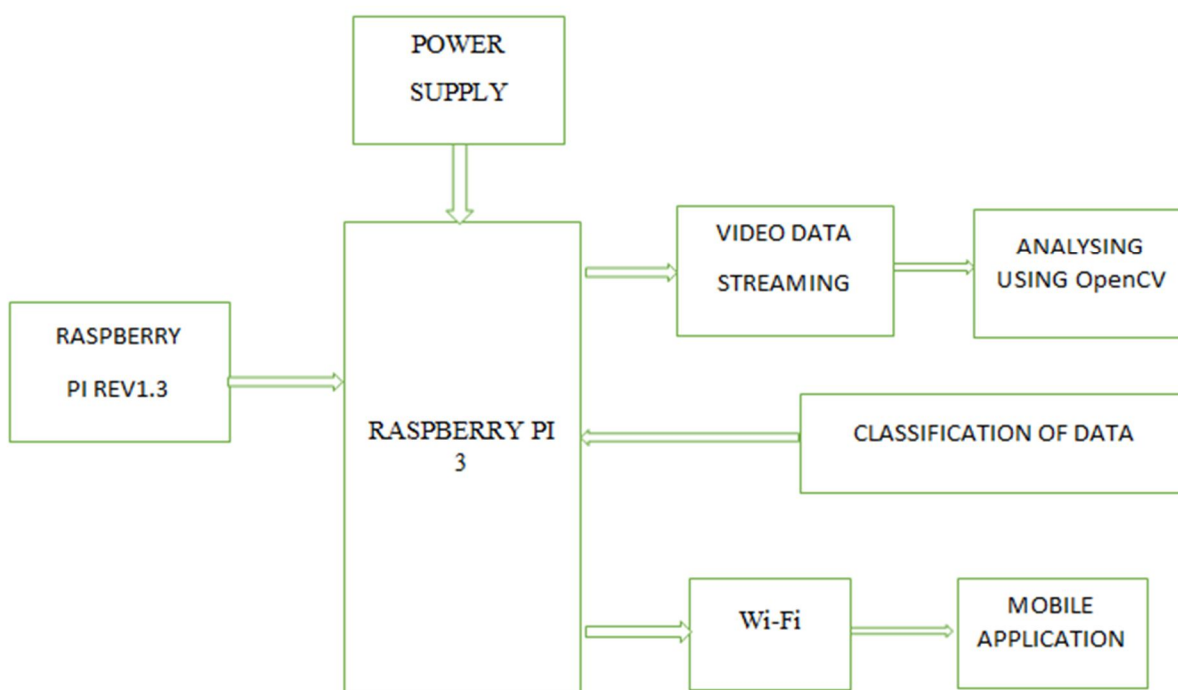 POWER
SUPPLY
VIDEO DATA
STREAMING
ANALYSING
USING OpenCV
RASPBERRY
PI REV1.3
RASPBERRY PI
3
CLASSIFICATION OF DATA
Wi-Fi
MOBILE
APPLICATION